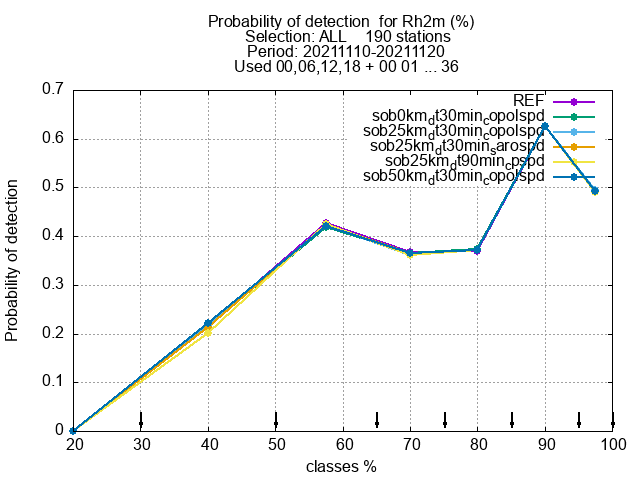 Probability of detection  for Rh2m (%)
Selection: ALL    190 stations
Period: 20211110-20211120
Used 00,06,12,18 + 00 01 ... 36
REF
sob0km_dt30min_copolspd
sob25km_dt30min_copolspd
sob25km_dt30min_sarospd
sob25km_dt90min_cpspd
sob50km_dt30min_copolspd
Probability of detection
0.7
0.6
0.5
0.4
0.3
0.2
0.1
0
20 30 40 50 60 70 80 90 100
classes %